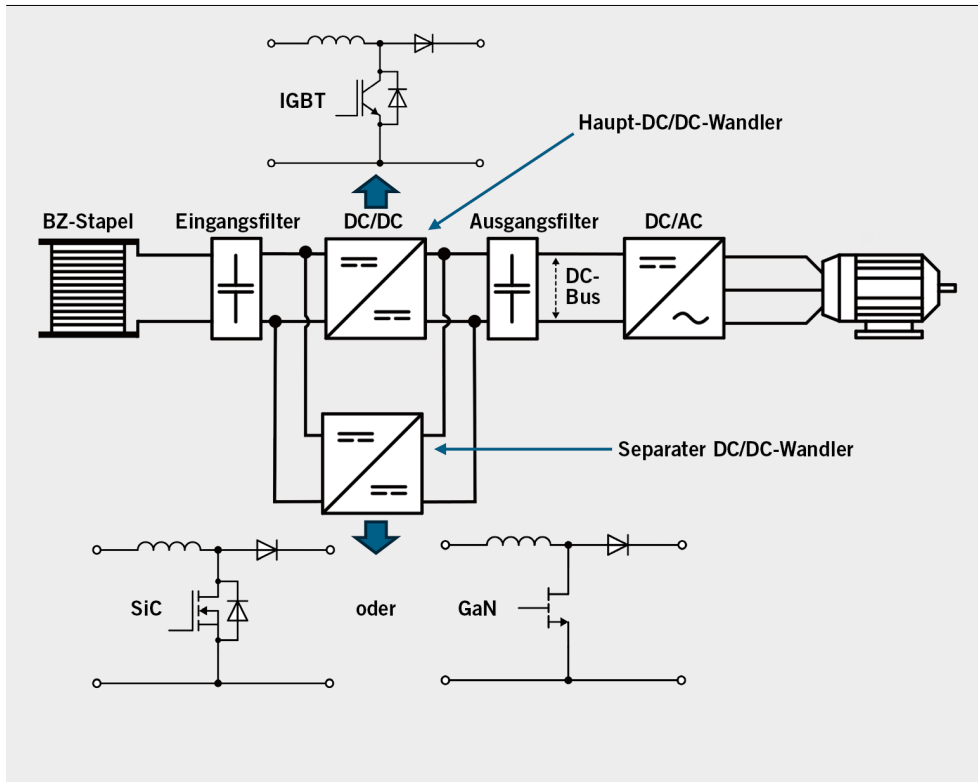 IGBT
Haupt-DC/DC-Wandler
BZ-Stapel
Eingangsfilter
DC/DC
Ausgangsfilter
DC/AC
DC-
Bus
Separater DC/DC-Wandler
SiC
oder
GaN